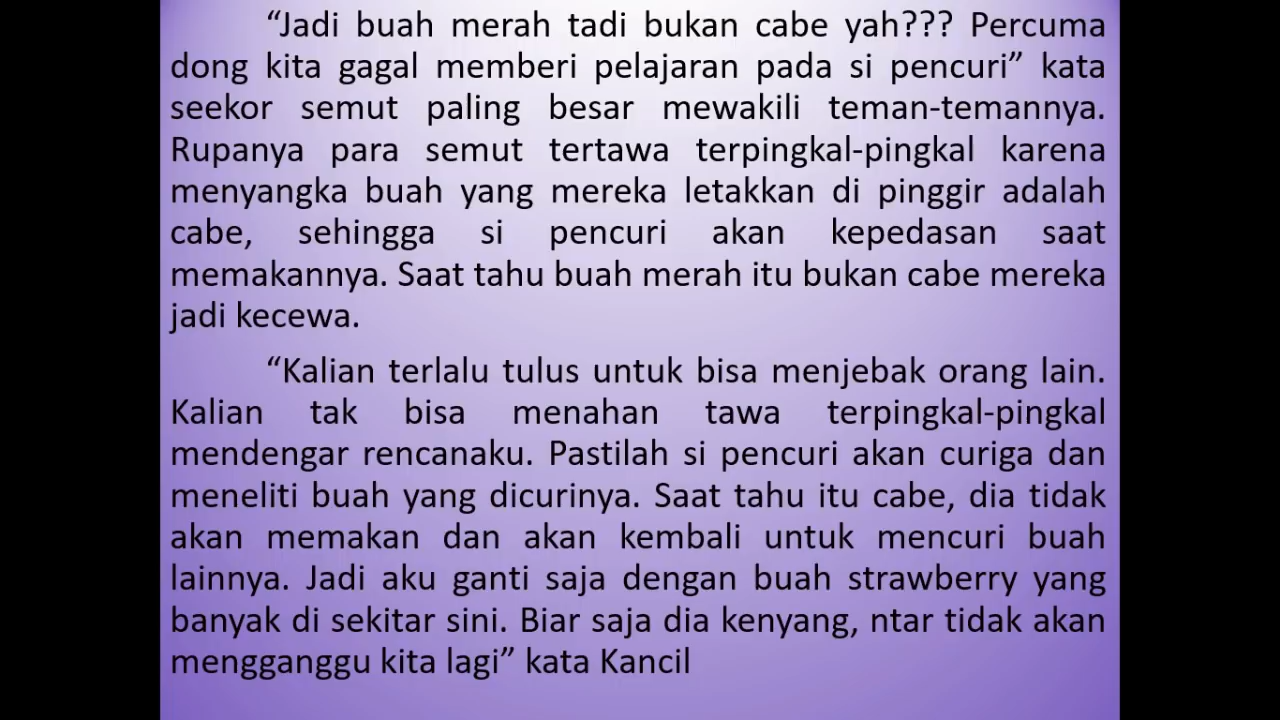 “Jadi buah merah tadi bukan cabe yah??? Percuma
dong kita gagal memberi pelajaran pada si pencuri” kata
seekor semut paling besar mewakili teman-temannya.
Rupanya para semut tertawa terpingkal-pingkal karena
menyangka buah yang mereka letakkan di pinggir adalah
cabe, sehingga si pencuri akan kepedasan saat
memakannya. Saat tahu buah merah itu bukan cabe mereka
jadi kecewa.
“Kalian terlalu tulus untuk bisa menjebak orang lain.
Kalian tak bisa menahan tawa terpingkal-pingkal
mendengar rencanaku. Pastilah si pencuri akan curiga dan
meneliti buah yang dicurinya. Saat tahu itu cabe, dia tidak
akan memakan dan akan kembali untuk mencuri buah
lainnya. Jadi aku ganti saja dengan buah strawberry yang
banyak di sekitar sini. Biar saja dia kenyang, ntar tidak akan
mengganggu kita lagi” kata Kancil